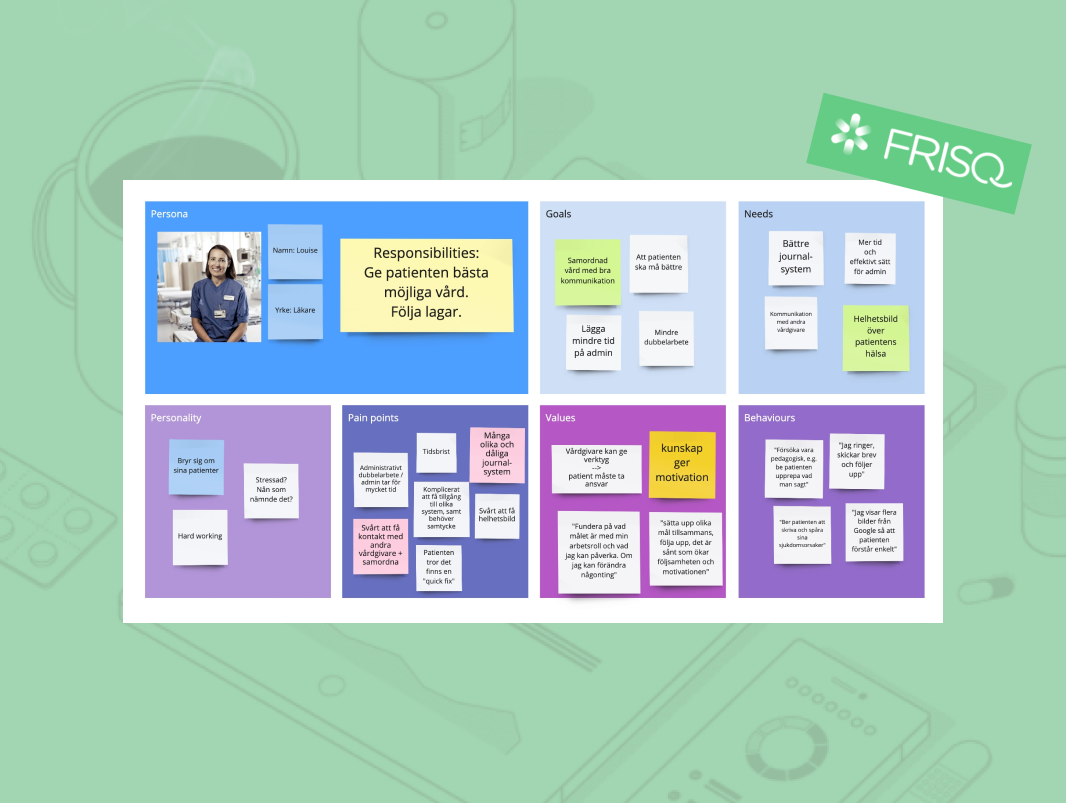 FRISQ
Persona
Namn: Louise
Yrke: Läkare
Responsibilities:
Ge patienten bästa
möjliga vård.
Följa lagar.
Goals
Samordnad
vård med bra
kommunikation
Att patienten
ska må bättre
Lägga
mindre tid
på admin
Mindre
dubbelarbete
Needs
Bättre
journal-
system
Mer tid
och
effektivt sätt
för admin
Kommunikation
med andra
vårdgivare
Helhetsbild
över
patientens
hälsa
Personality
Bryr sig om
sina patienter
Stressad?
Nån som
nämnde det?
Hard working
Pain points
Administrativt
dubbelarbete /
admin tar för
mycket tid
Tidsbrist
Många
olika och
dåliga
journal-
system
Komplicerat
att få tillgång
till olika
system, samt
behöver
samtycke
Svårt att få
helhetsbild
Svårt att få
kontakt med
andra
vårdgivare +
samordna
Patienten
tror det
finns en
"quick fix"
Values
Vårdgivare kan ge
verktyg
-->
patient måste ta
ansvar
kunskap
ger
motivation
"Fundera på vad
målet är med min
arbetsroll och vad
jag kan påverka. Om
jag kan förändra
någonting"
"sätta upp olika
mål tillsammans,
följa upp, det är
sånt som ökar
följsamheten och
motivationen"
Behaviours
"Försöka vara
pedagogisk, e.g.
be patienten
upprepa vad
man sagt"
"Jag ringer,
skickar brev
och följer
upp"
"Ber patienten att
skriva och spåra
sina
sjukdomsorsaker"
"Jag visar flera
bilder från
Google så att
patienten
förstår enkelt"